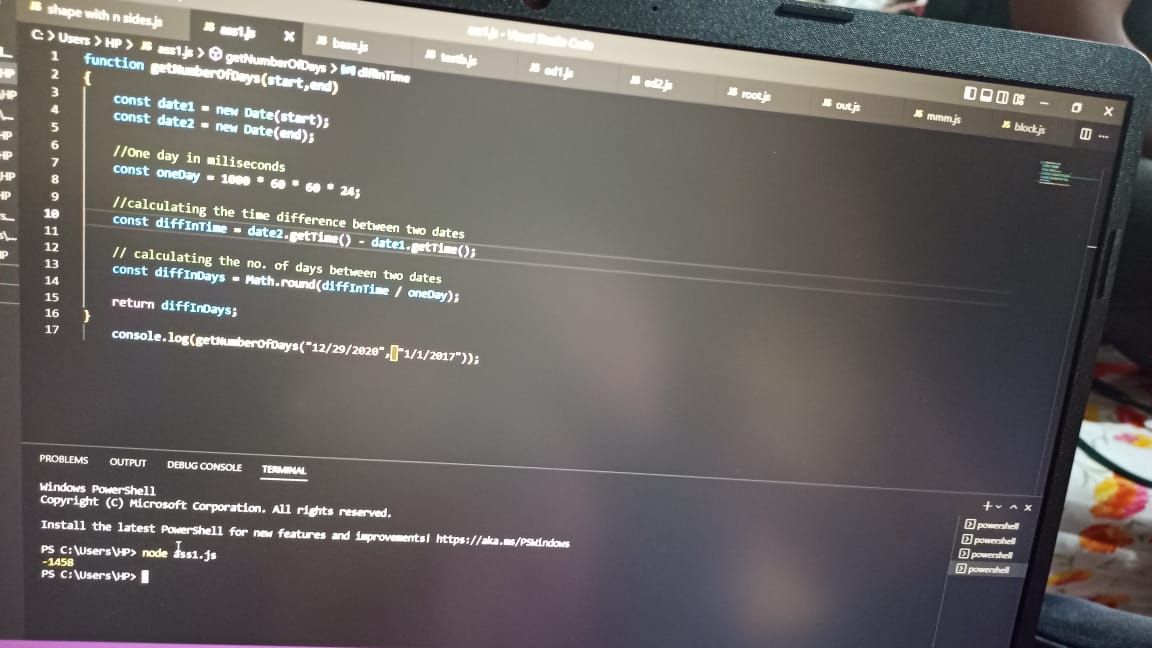 shape with n sides.js
JS ass1.js
JS base.js
JS tooth.js
JS od1.js
JS od2.js
JS root.js
JS out.js
JS mmm.js
JS block.js
ass1.js - Visual Studio Code
C: > Users > HP > JS ass1.js > getNumberOfDays > diffInTime
1 function getNumberOfDays(start,end)
2 {
3 const date1 = new Date(start);
4 const date2 = new Date(end);
5
6 //One day in miliseconds
7 const oneDay = 1000 * 60 * 60 * 24;
8
9 //calculating the time difference between two dates
10 const diffInTime = date2.getTime() - date1.getTime();
11
12 // calculating the no. of days between two dates
13 const diffInDays = Math.round(diffInTime / oneDay);
14
15 return diffInDays;
16 }
17 console.log(getNumberOfDays("12/29/2020", "1/1/2017"));
PROBLEMS OUTPUT DEBUG CONSOLE TERMINAL
Windows PowerShell
Copyright (C) Microsoft Corporation. All rights reserved.
Install the latest PowerShell for new features and improvements! https://aka.ms/PSWindows
PS C:\Users\HP> node ass1.js
-1458
PS C:\Users\HP>
powershell
powershell
powershell
powershell